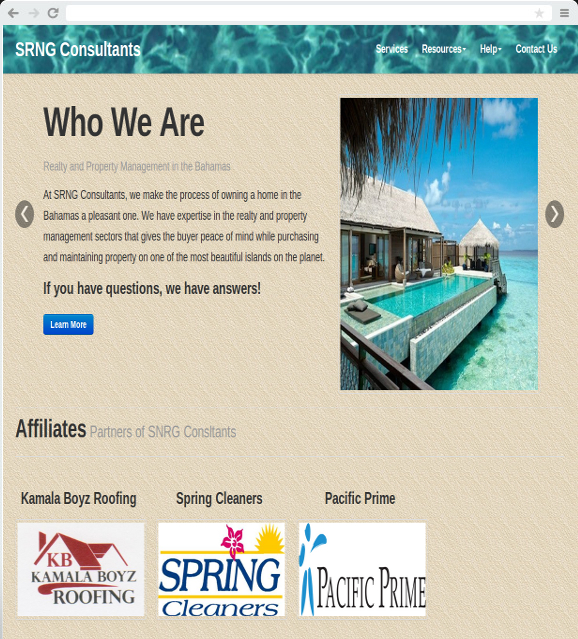 SRNG Consultants
Services Resources Help Contact Us
Who We Are
Realty and Property Management in the Bahamas
At SRNG Consultants, we make the process of owning a home in the
Bahamas a pleasant one. We have expertise in the realty and property
management sectors that gives the buyer peace of mind while purchasing
and maintaining property on one of the most beautiful islands on the planet.
If you have questions, we have answers!
Learn More
Affiliates Partners of SNRG Consltants
Kamala Boyz Roofing Spring Cleaners Pacific Prime
KB
KAMALA BOYZ
ROOFING
SPRING
Cleaners
PACIFIC PRIME